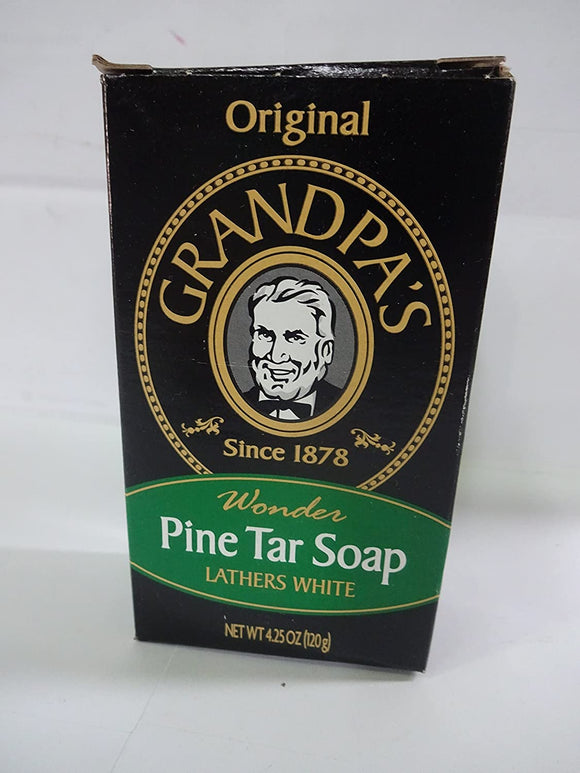 Original
GRANDPA'S
Since 1878
Wonder
Pine Tar Soap
LATHERS WHITE
NET WT 4.25 OZ (120g)